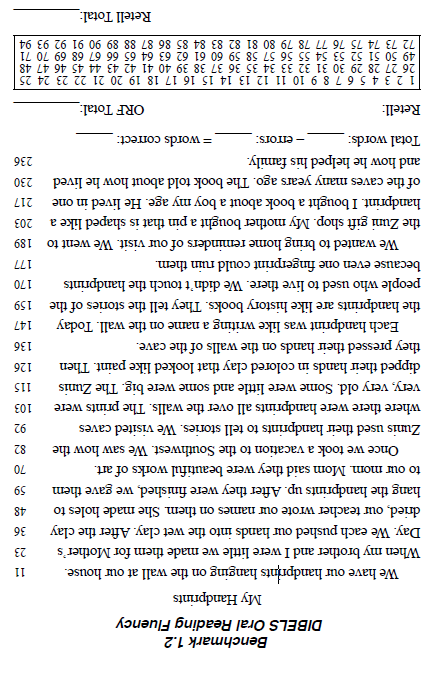 Benchmark 1.2
DIBELS Oral Reading Fluency
My Handprints
We have our handprints hanging on the wall at our house. 11
When my brother and I were little we made them for Mother's 23
Day. We each pushed our hands into the wet clay. After the clay 36
dried, our teacher wrote our names on them. She made holes to 48
hang the handprints up. After they were finished, we gave them 59
to our mom. Mom said they were beautiful works of art. 70
Once we took a vacation to the Southwest. We saw how the 82
Zunis used their handprints to tell stories. We visited caves 92
where there were handprints all over the walls. The prints were 103
very, very old. Some were little and some were big. The Zunis 115
dipped their hands in colored clay that looked like paint. Then 126
they pressed their hands on the walls of the cave. 136
Each handprint was like writing a name on the wall. Today 147
the handprints are like history books. They tell the stories of the 159
people who used to live there. We didn't touch the handprints 170
because even one fingerprint could ruin them. 177
We wanted to bring home reminders of our visit. We went to 189
the Zuni gift shop. My mother bought a pin that is shaped like a 203
handprint. I bought a book about a boy my age. He lived in one 217
of the caves many years ago. The book told about how he lived 230
and how he helped his family. 236
Total words: _____ – errors: _____ = words correct: _____
Retell: ORF Total:__________
1 2 3 4 5 6 7 8 9 10 11 12 13 14 15 16 17 18 19 20 21 22 23 24 25
26 27 28 29 30 31 32 33 34 35 36 37 38 39 40 41 42 43 44 45 46 47 48
49 50 51 52 53 54 55 56 57 58 59 60 61 62 63 64 65 66 67 68 69 70 71
72 73 74 75 76 77 78 79 80 81 82 83 84 85 86 87 88 89 90 91 92 93 94
Retell Total:__________